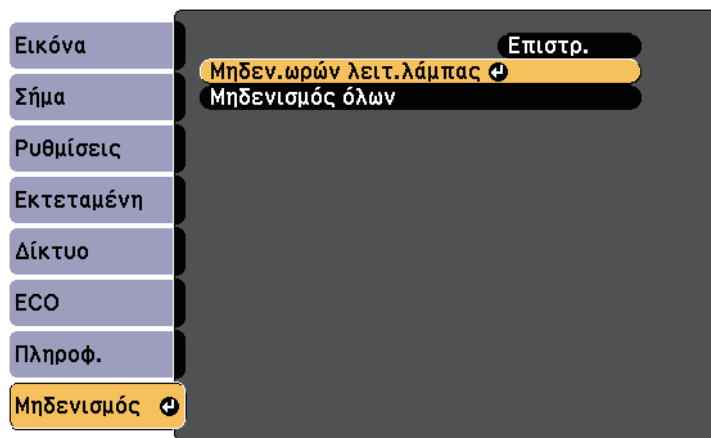 Εικόνα
Σήμα
Ρυθμίσεις
Εκτεταμένη
Δίκτυο
ECO
Πληροφ.
Μηδενισμός
Επιστρ.
Μηδεν.ωρών λειτ.λάμπας
Μηδενισμός όλων